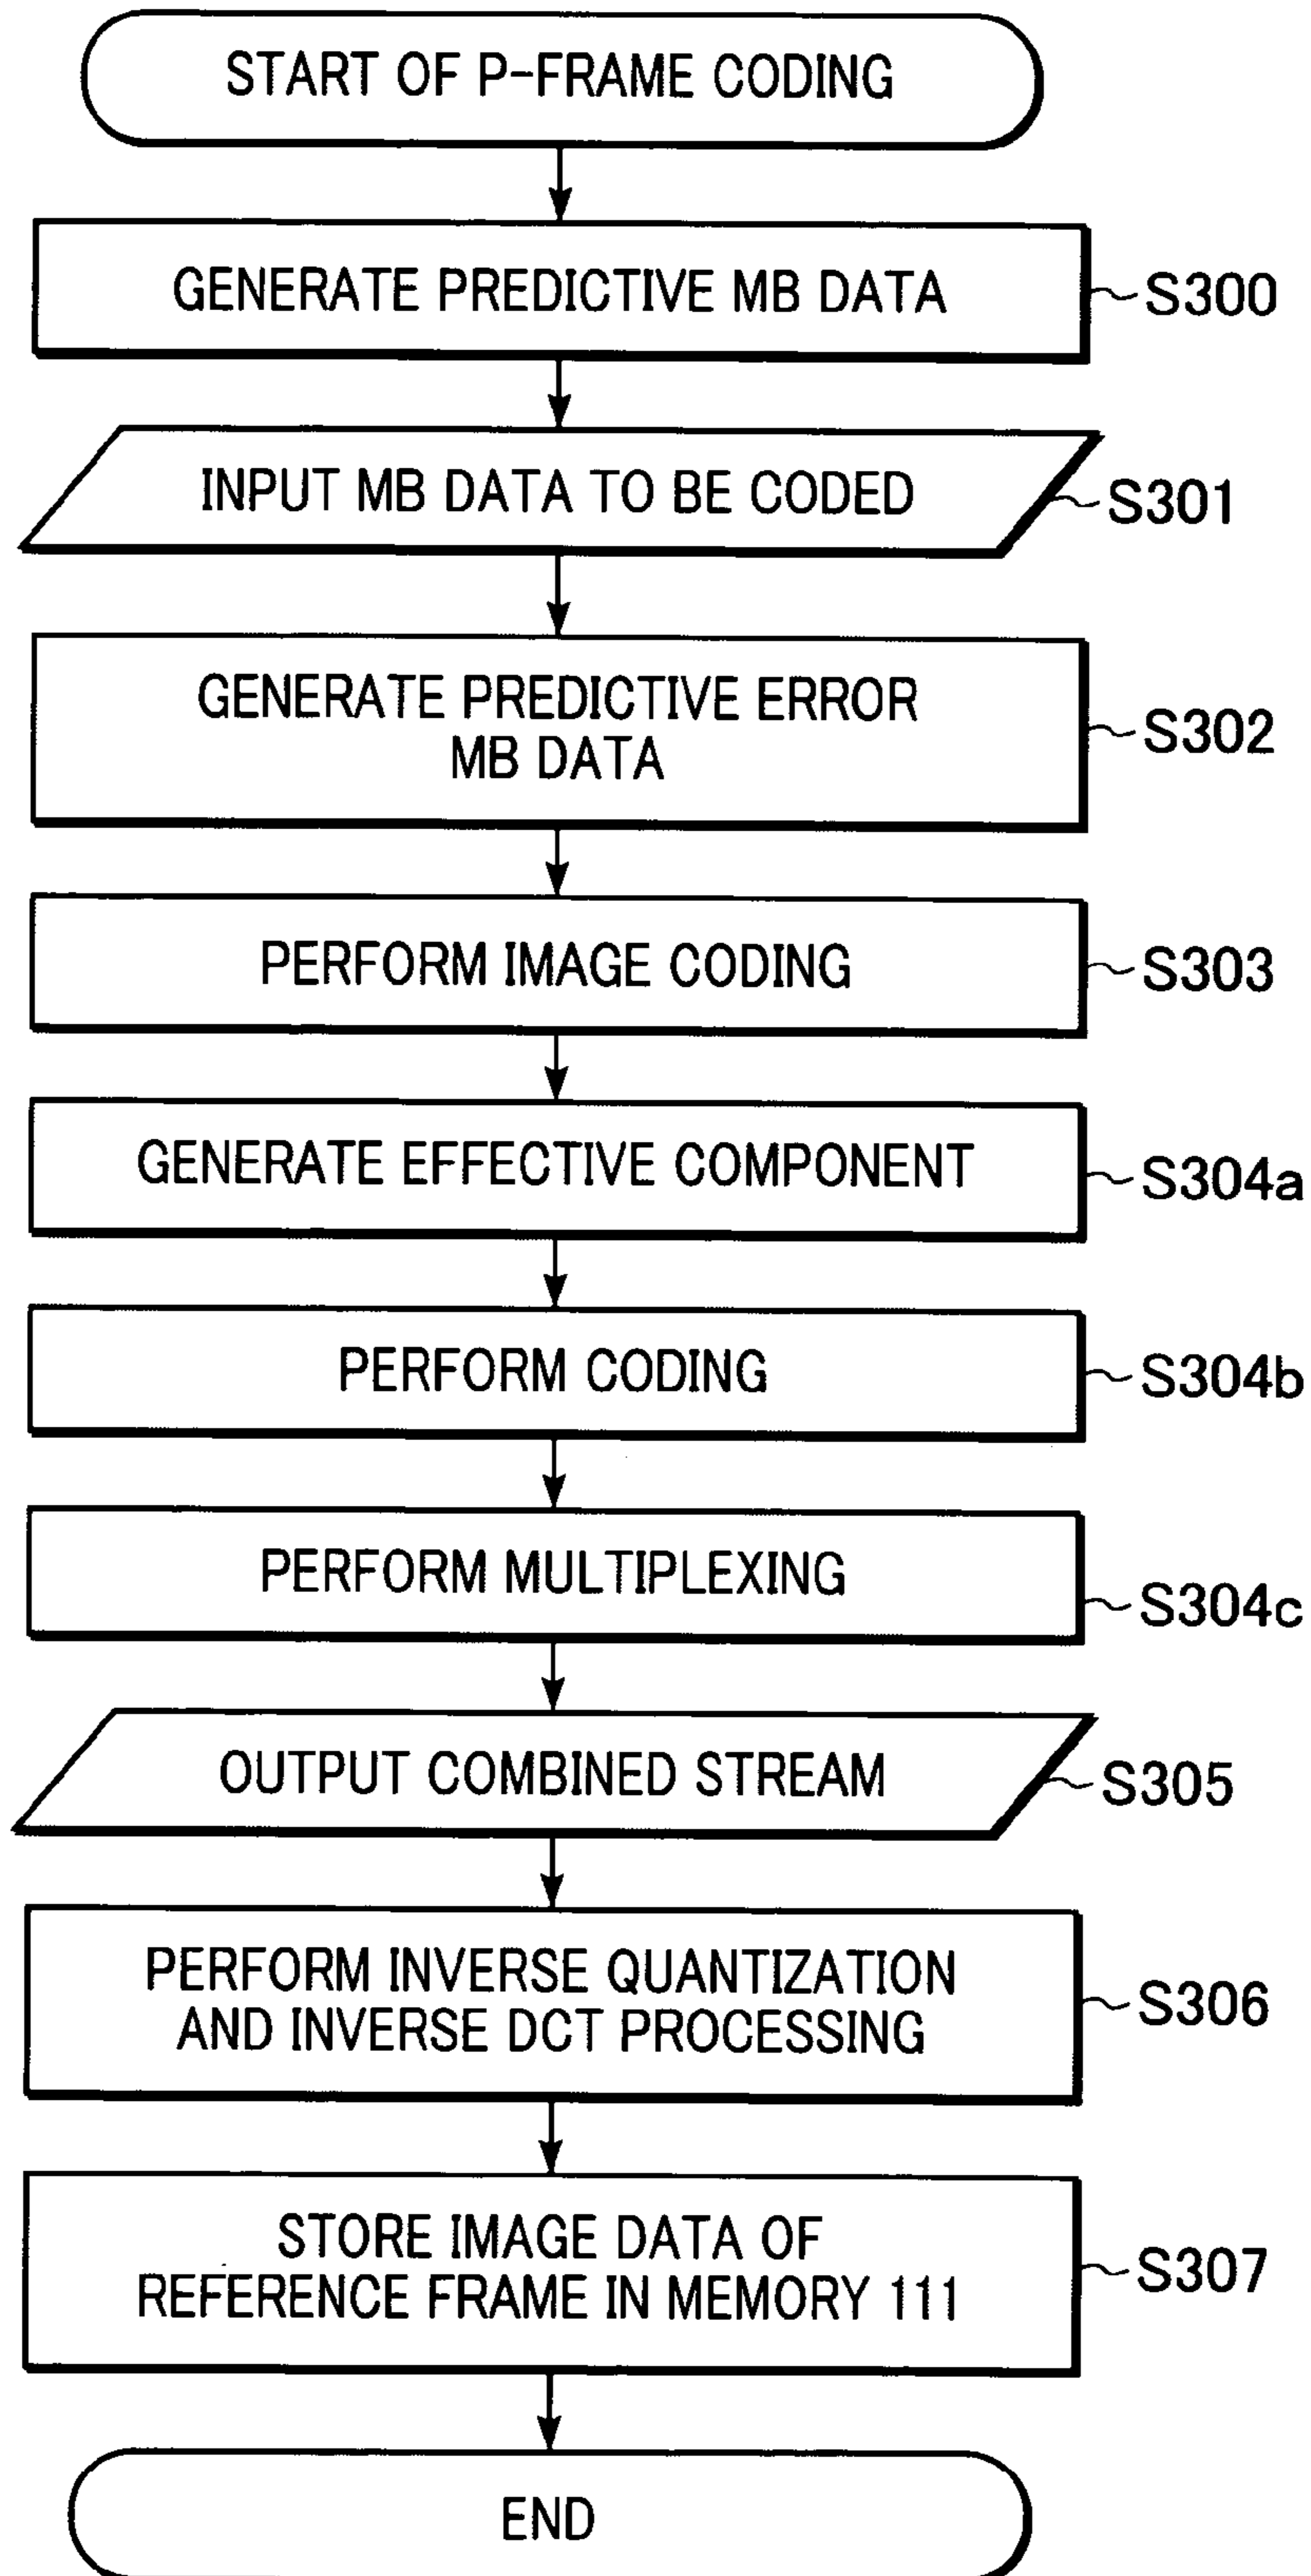 START OF P-FRAME CODING
GENERATE PREDICTIVE MB DATA
S300
INPUT MB DATA TO BE CODED
S301
GENERATE PREDICTIVE ERROR
MB DATA
S302
PERFORM IMAGE CODING
S303
GENERATE EFFECTIVE COMPONENT
S304a
PERFORM CODING
S304b
PERFORM MULTIPLEXING
S304c
OUTPUT COMBINED STREAM
S305
PERFORM INVERSE QUANTIZATION
AND INVERSE DCT PROCESSING
S306
STORE IMAGE DATA OF
REFERENCE FRAME IN MEMORY 111
S307
END